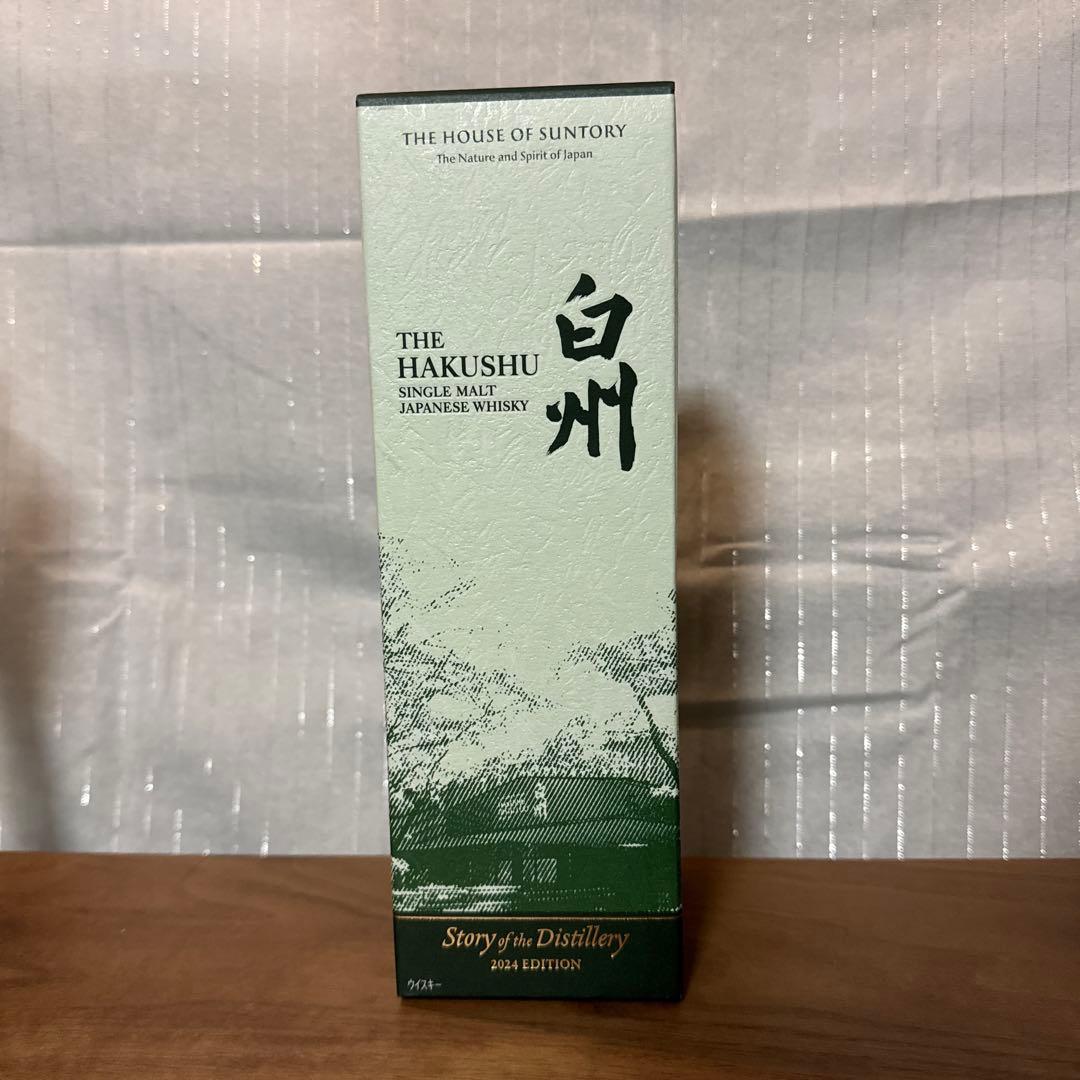 THE HOUSE OF SUNTORY
The Nature and Spirit of Japan
白州
THE
HAKUSHU
SINGLE MALT
JAPANESE WHISKY
Story of the Distillery
2024 EDITION
ウイスキー